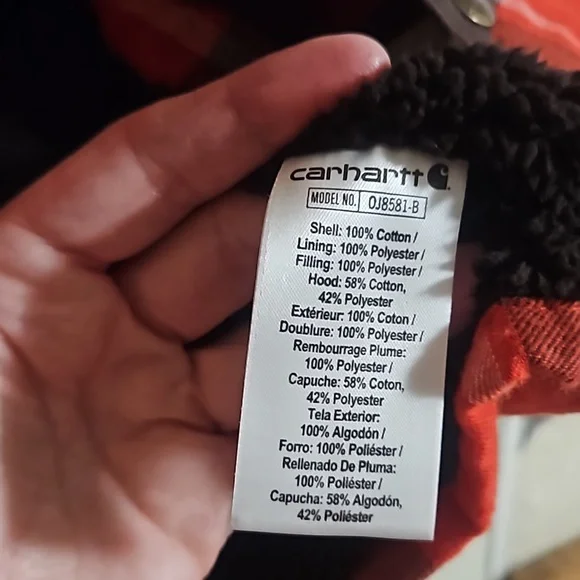 carhartt
MODEL NO. OJ8581-B
Shell: 100% Cotton /
Lining: 100% Polyester /
Filling: 100% Polyester /
Hood: 58% Cotton,
42% Polyester
Extérieur: 100% Coton /
Doublure: 100% Polyester /
Rembourrage Plume:
100% Polyester /
Capuche: 58% Coton,
42% Polyester
Tela Exterior:
100% Algodón /
Forro: 100% Poliéster /
Rellenado De Pluma:
100% Poliéster /
Capucha: 58% Algodón,
42% Poliéster